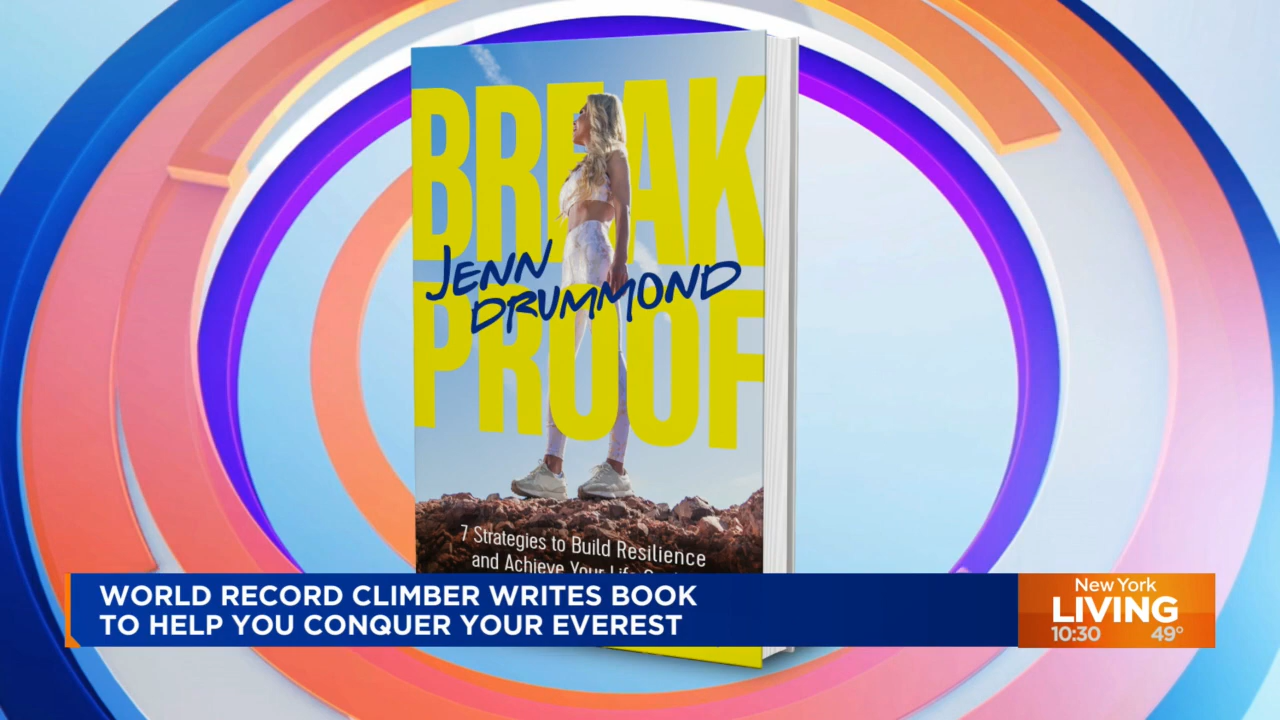 BREAK
JENN
DRUMMOND
PROOF
7 Strategies to Build Resilience
and Achieve Your Life
WORLD RECORD CLIMBER WRITES BOOK
TO HELP YOU CONQUER YOUR EVEREST
New York
LIVING
10:30 49°